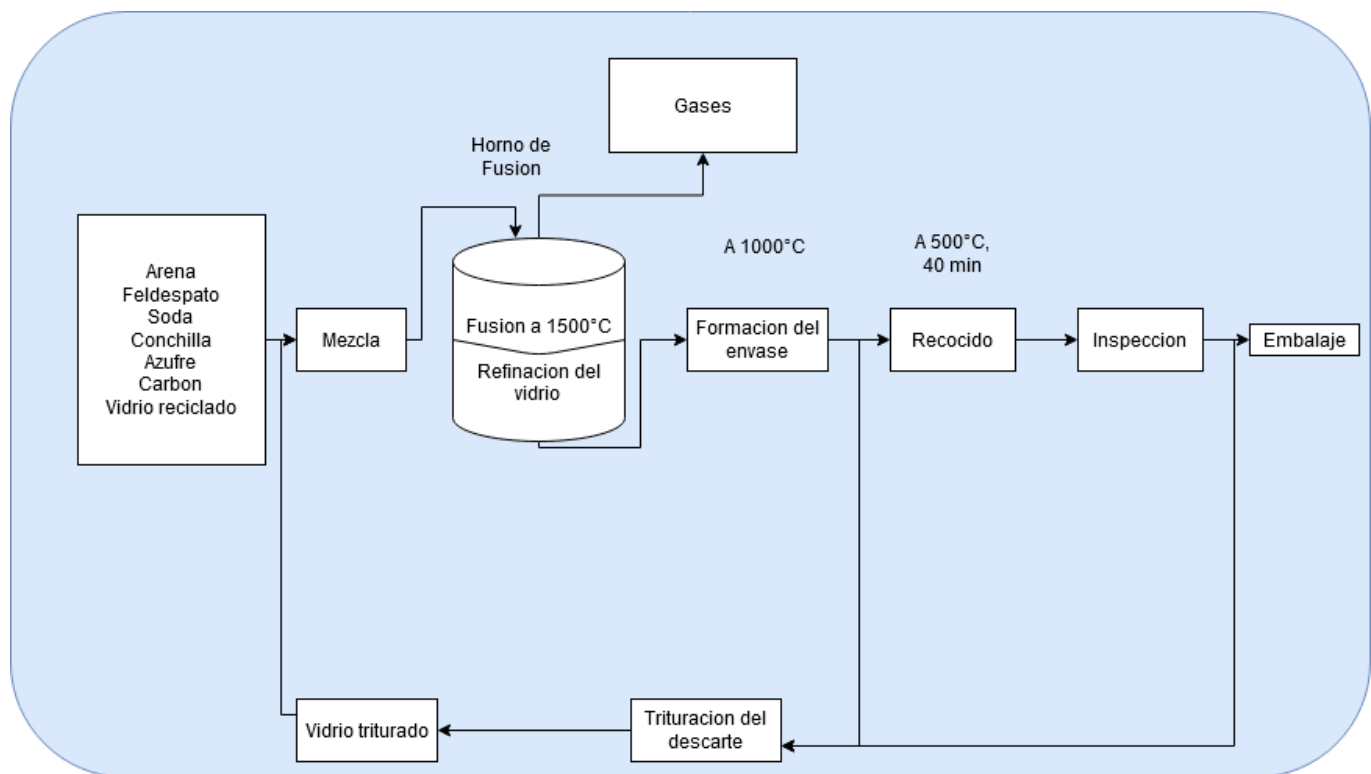 Gases
Horno de
Fusion
A 1000°C
A 500°C,
40 min
Arena
Feldespato
Soda
Conchilla
Azufre
Carbon
Vidrio reciclado
Mezcla
Fusion a 1500°C
Refinacion del
vidrio
Formacion del
envase
Recocido
Inspeccion
Embalaje
Vidrio triturado
Trituracion del
descarte